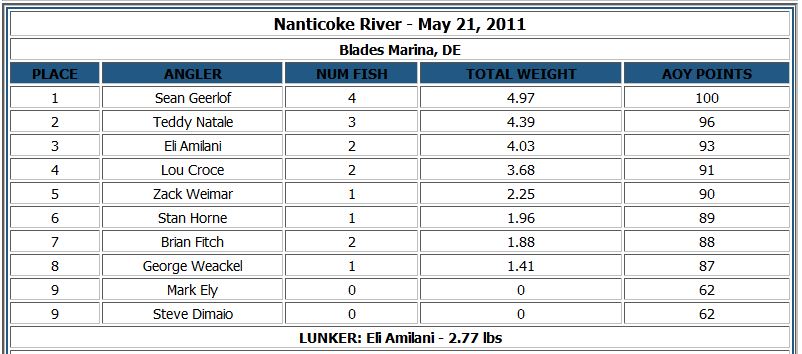 Nanticoke River - May 21, 2011
Blades Marina, DE
PLACE ANGLER NUM FISH TOTAL WEIGHT AOY POINTS
1 Sean Geerlof 4 4.97 100
2 Teddy Natale 3 4.39 96
3 Eli Amilani 2 4.03 93
4 Lou Croce 2 3.68 91
5 Zack Weimar 1 2.25 90
6 Stan Horne 1 1.96 89
7 Brian Fitch 2 1.88 88
8 George Weackel 1 1.41 87
9 Mark Ely 0 0 62
9 Steve Dimaio 0 0 62
LUNKER: Eli Amilani - 2.77 lbs